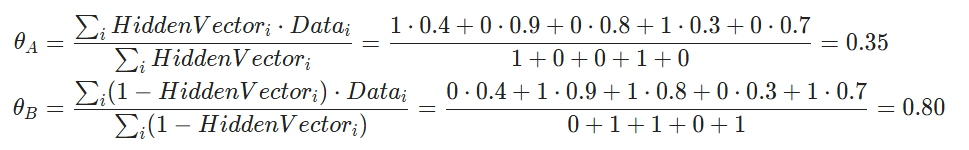 θ_A = ∑_i HiddenVector_i · Data_i / ∑_i HiddenVector_i = 1 · 0.4 + 0 · 0.9 + 0 · 0.8 + 1 · 0.3 + 0 · 0.7 / 1 + 0 + 0 + 1 + 0 = 0.35
θ_B = ∑_i(1 − HiddenVector_i) · Data_i / ∑_i(1 − HiddenVector_i) = 0 · 0.4 + 1 · 0.9 + 1 · 0.8 + 0 · 0.3 + 1 · 0.7 / 0 + 1 + 1 + 0 + 1 = 0.80